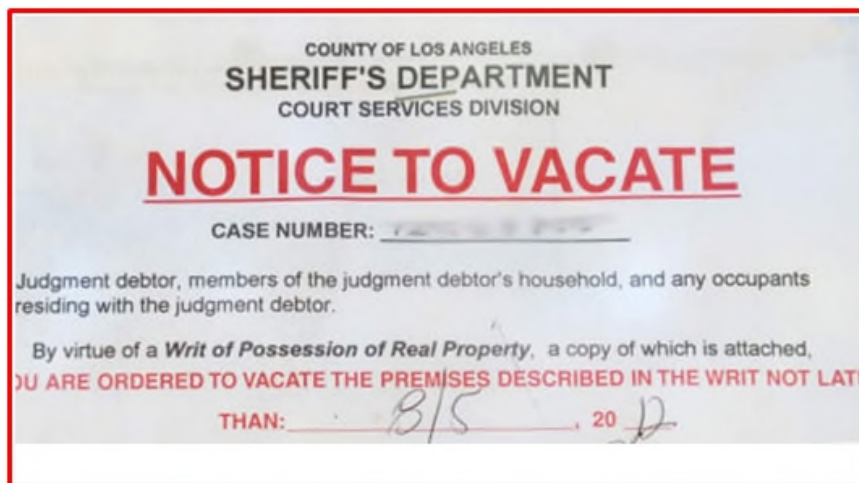 COUNTY OF LOS ANGELES
SHERIFF'S DEPARTMENT
COURT SERVICES DIVISION
NOTICE TO VACATE
CASE NUMBER:
Judgment debtor, members of the judgment debtor's household, and any occupants
residing with the judgment debtor.
By virtue of a Writ of Possession of Real Property, a copy of which is attached,
OU ARE ORDERED TO VACATE THE PREMISES DESCRIBED IN THE WRIT NOT LAT
THAN: 8/5, 20 12